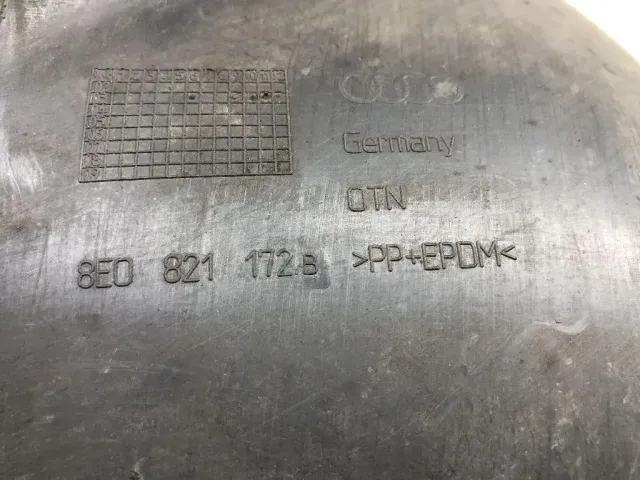 Germany
OTN
8E0 821 172.B >PP+EPDM<